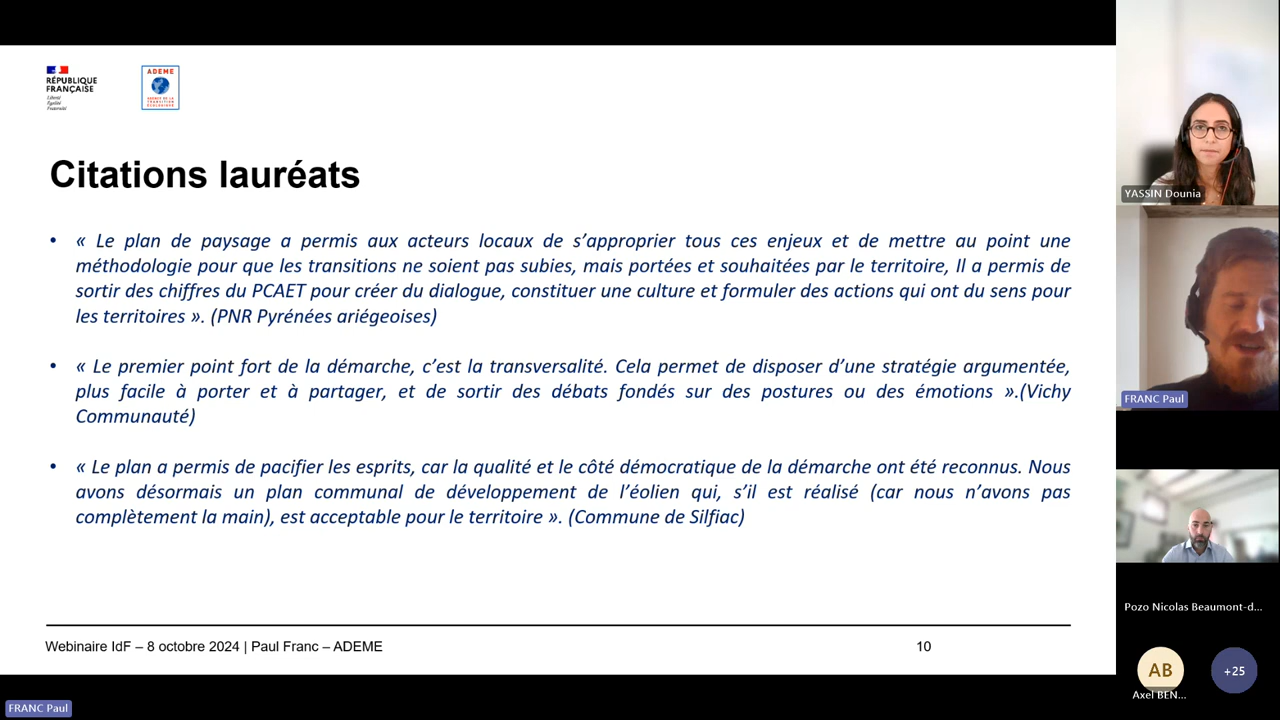 RÉPUBLIQUE
FRANÇAISE
Liberté
Égalité
Fraternité
ADEME
AGENCE DE LA
TRANSITION
ÉCOLOGIQUE
Citations lauréats
• « Le plan de paysage a permis aux acteurs locaux de s’approprier tous ces enjeux et de mettre au point une
méthodologie pour que les transitions ne soient pas subies, mais portées et souhaitées par le territoire, Il a permis de
sortir des chiffres du PCAET pour créer du dialogue, constituer une culture et formuler des actions qui ont du sens pour
les territoires ». (PNR Pyrénées ariégeoises)
• « Le premier point fort de la démarche, c’est la transversalité. Cela permet de disposer d’une stratégie argumentée,
plus facile à porter et à partager, et de sortir des débats fondés sur des postures ou des émotions ».(Vichy
Communauté)
• « Le plan a permis de pacifier les esprits, car la qualité et le côté démocratique de la démarche ont été reconnus. Nous
avons désormais un plan communal de développement de l’éolien qui, s’il est réalisé (car nous n’avons pas
complètement la main), est acceptable pour le territoire ». (Commune de Silfiac)
Webinaire IdF – 8 octobre 2024 | Paul Franc – ADEME
10
FRANC Paul
YASSIN Dounia
FRANC Paul
Pozo Nicolas Beaumont-d...
AB
+25
Axel BEN...